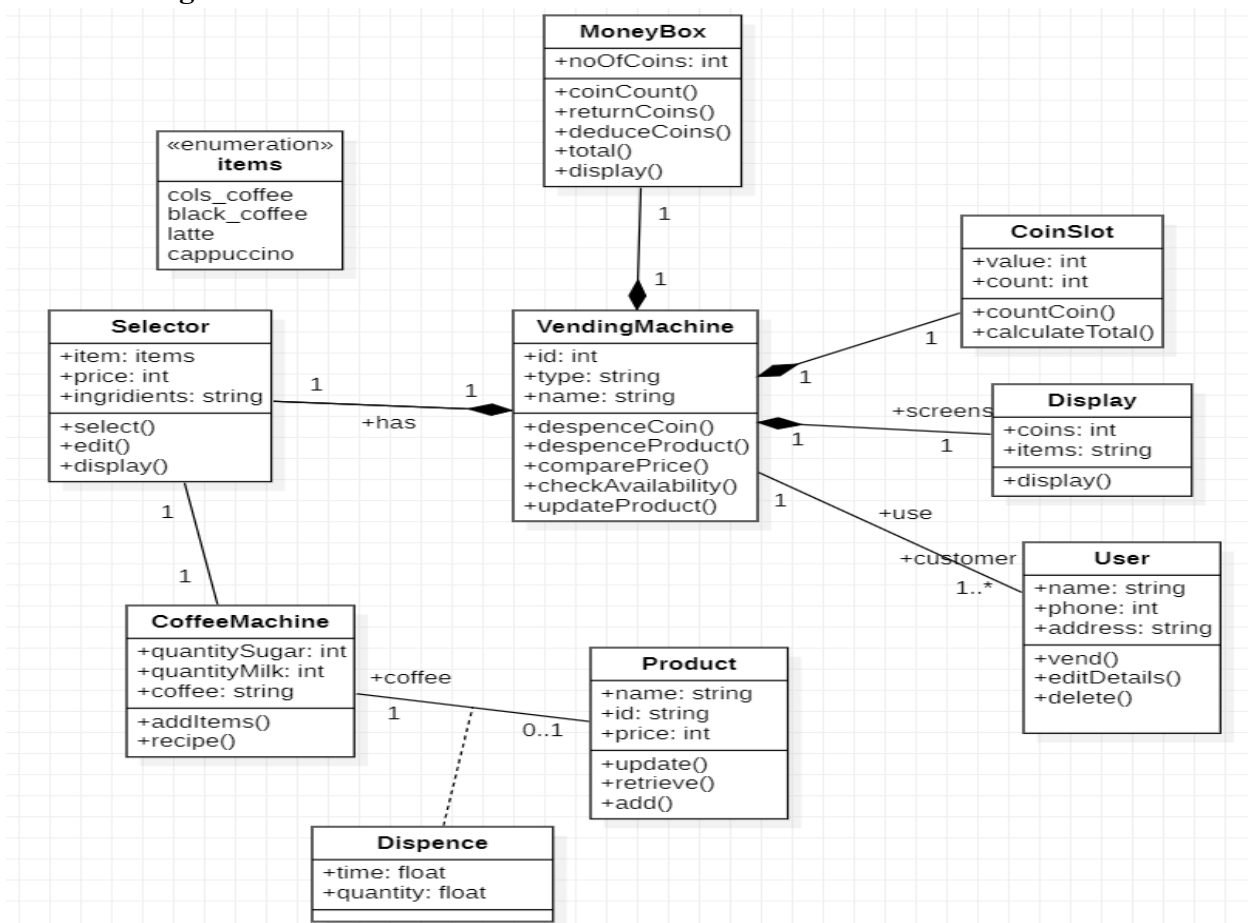 MoneyBox
+noOfCoins: int
+coinCount()
+returnCoins()
+deduceCoins()
+total()
+display()
1
1
«enumeration»
items
cols_coffee
black_coffee
latte
cappuccino
CoinSlot
+value: int
+count: int
+countCoin()
+calculateTotal()
1
1
Selector
+item: items
+price: int
+ingridients: string
+select()
+edit()
+display()
1
1
+has
VendingMachine
+id: int
+type: string
+name: string
+despenceCoin()
+despenceProduct()
+comparePrice()
+checkAvailability()
+updateProduct()
+screens
1
1
Display
+coins: int
+items: string
+display()
1
+use
+customer
1..*
User
+name: string
+phone: int
+address: string
+vend()
+editDetails()
+delete()
1
1
CoffeeMachine
+quantitySugar: int
+quantityMilk: int
+coffee: string
+addItems()
+recipe()
+coffee
1
0..1
Product
+name: string
+id: string
+price: int
+update()
+retrieve()
+add()
Dispence
+time: float
+quantity: float